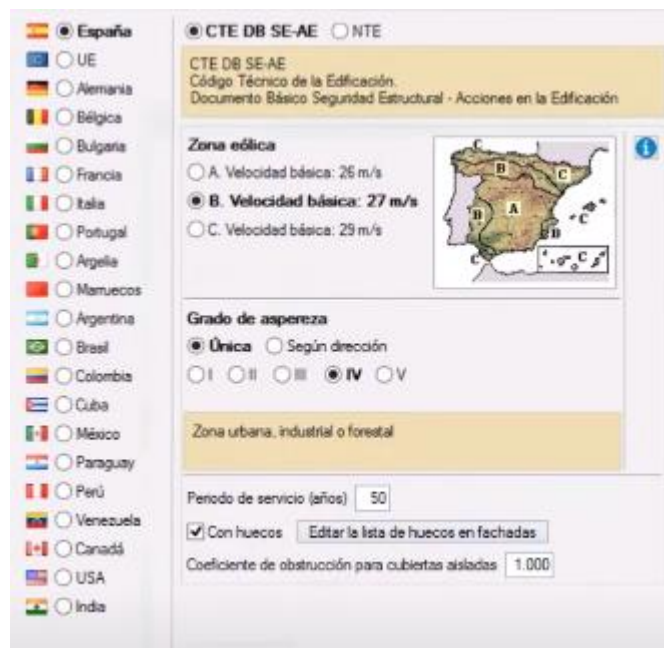 España
UE
Alemania
Bélgica
Bulgaria
Francia
Italia
Portugal
Argelia
Marruecos
Argentina
Brasil
Colombia
Cuba
México
Paraguay
Perú
Venezuela
Canadá
USA
India
CTE DB SE-AE NTE
CTE DB SE-AE
Código Técnico de la Edificación.
Documento Básico Seguridad Estructural - Acciones en la Edificación
Zona eólica
A. Velocidad básica: 26 m/s
B. Velocidad básica: 27 m/s
C. Velocidad básica: 29 m/s
C
B
C
B
A
C
B
C
C
Grado de aspereza
Única Según dirección
I II III IV V
Zona urbana, industrial o forestal
Periodo de servicio (años) 50
Con huecos Editar la lista de huecos en fachadas
Coeficiente de obstrucción para cubiertas aisladas 1.000